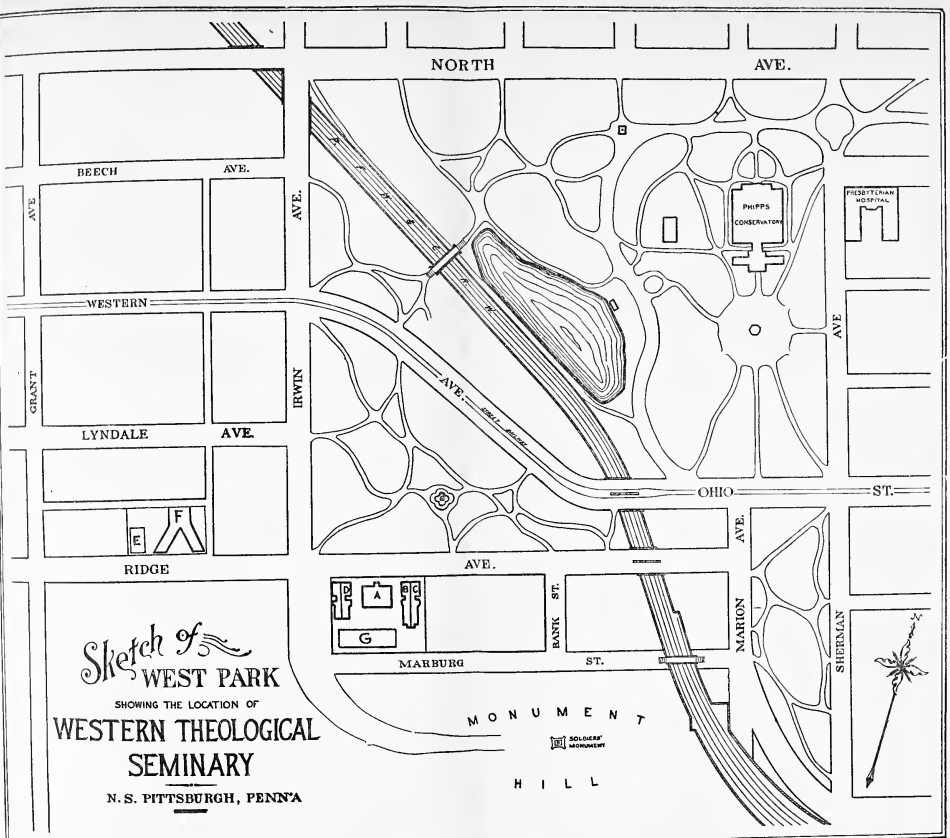 NORTH AVE.
BEECH AVE.
AVE
AVE.
PRESBYTERIAN
HOSPITAL
PHIPPS
CONSERVATORY
P. F. W. & C. R. R.
WESTERN
AVE.
STREET RAILWAY
AVE
GRANT
IRWIN
LYNDALE AVE.
OHIO ST.
E
F
RIDGE AVE.
AVE.
MARION
SHERMAN
D
A
B
C
G
BANK ST.
MARBURG ST.
N
Sketch of
WEST PARK
SHOWING THE LOCATION OF
WESTERN THEOLOGICAL
SEMINARY
N. S. PITTSBURGH, PENN'A
MONUMENT
SOLDIERS'
MONUMENT
HILL